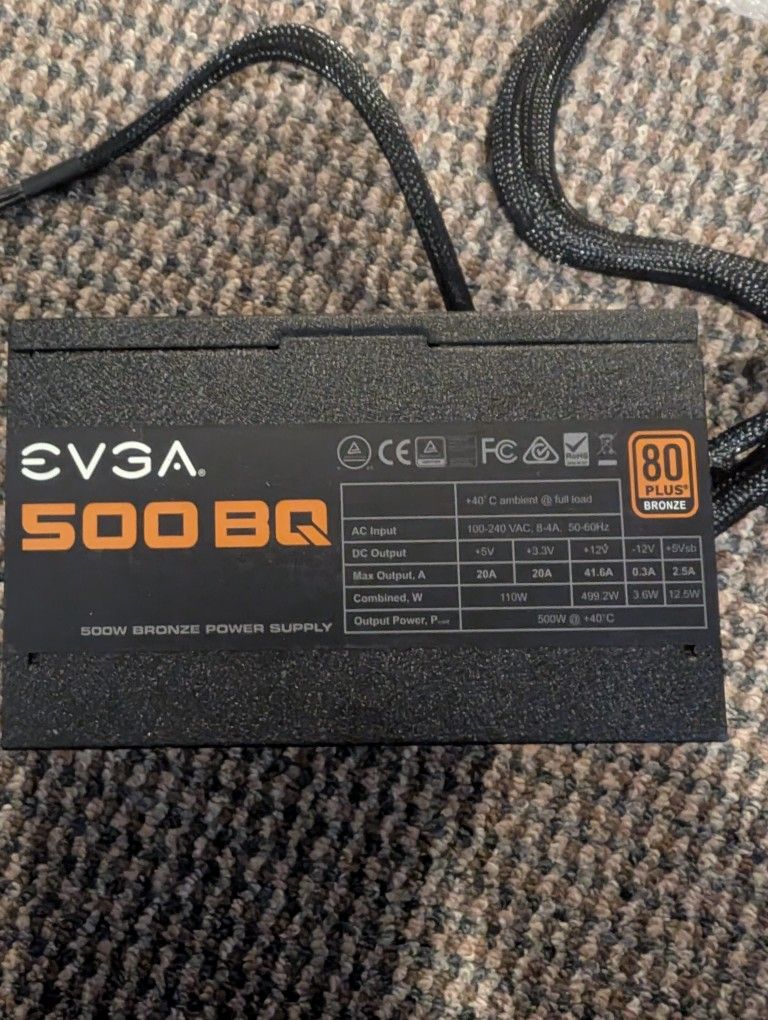 EVGA
500 BQ
500W BRONZE POWER SUPPLY
CE FC RoHS
80
PLUS®
BRONZE
+40° C ambient @ full load
AC Input 100-240 VAC, 8-4A, 50-60Hz
DC Output +5V +3.3V +12V -12V +5Vsb
Max Output, A 20A 20A 41.6A 0.3A 2.5A
Combined, W 110W 499.2W 3.6W 12.5W
Output Power, P 500W @ +40°C